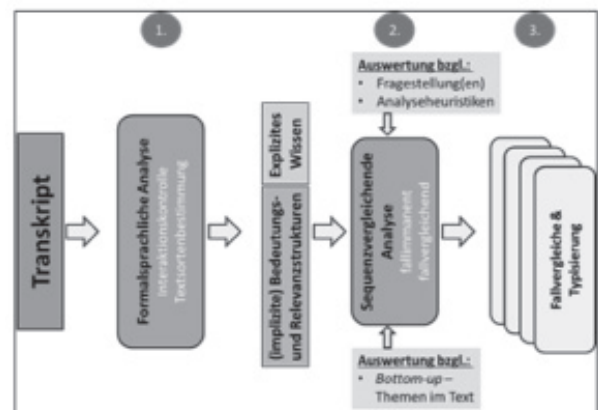 1.
2.
3.
Transkript
Formalsprachliche Analyse
Interaktionskontrolle
Textsortenbestimmung
Explizites
Wissen
(implizite) Bedeutungs-
und Relevanzstrukturen
Auswertung bzgl.:
• Fragestellung(en)
• Analyseheuristiken
Sequenzvergleichende
Analyse
fallimmanent
fallvergleichend
Auswertung bzgl.:
• Bottom-up –
Themen im Text
Fallvergleiche &
Typisierung